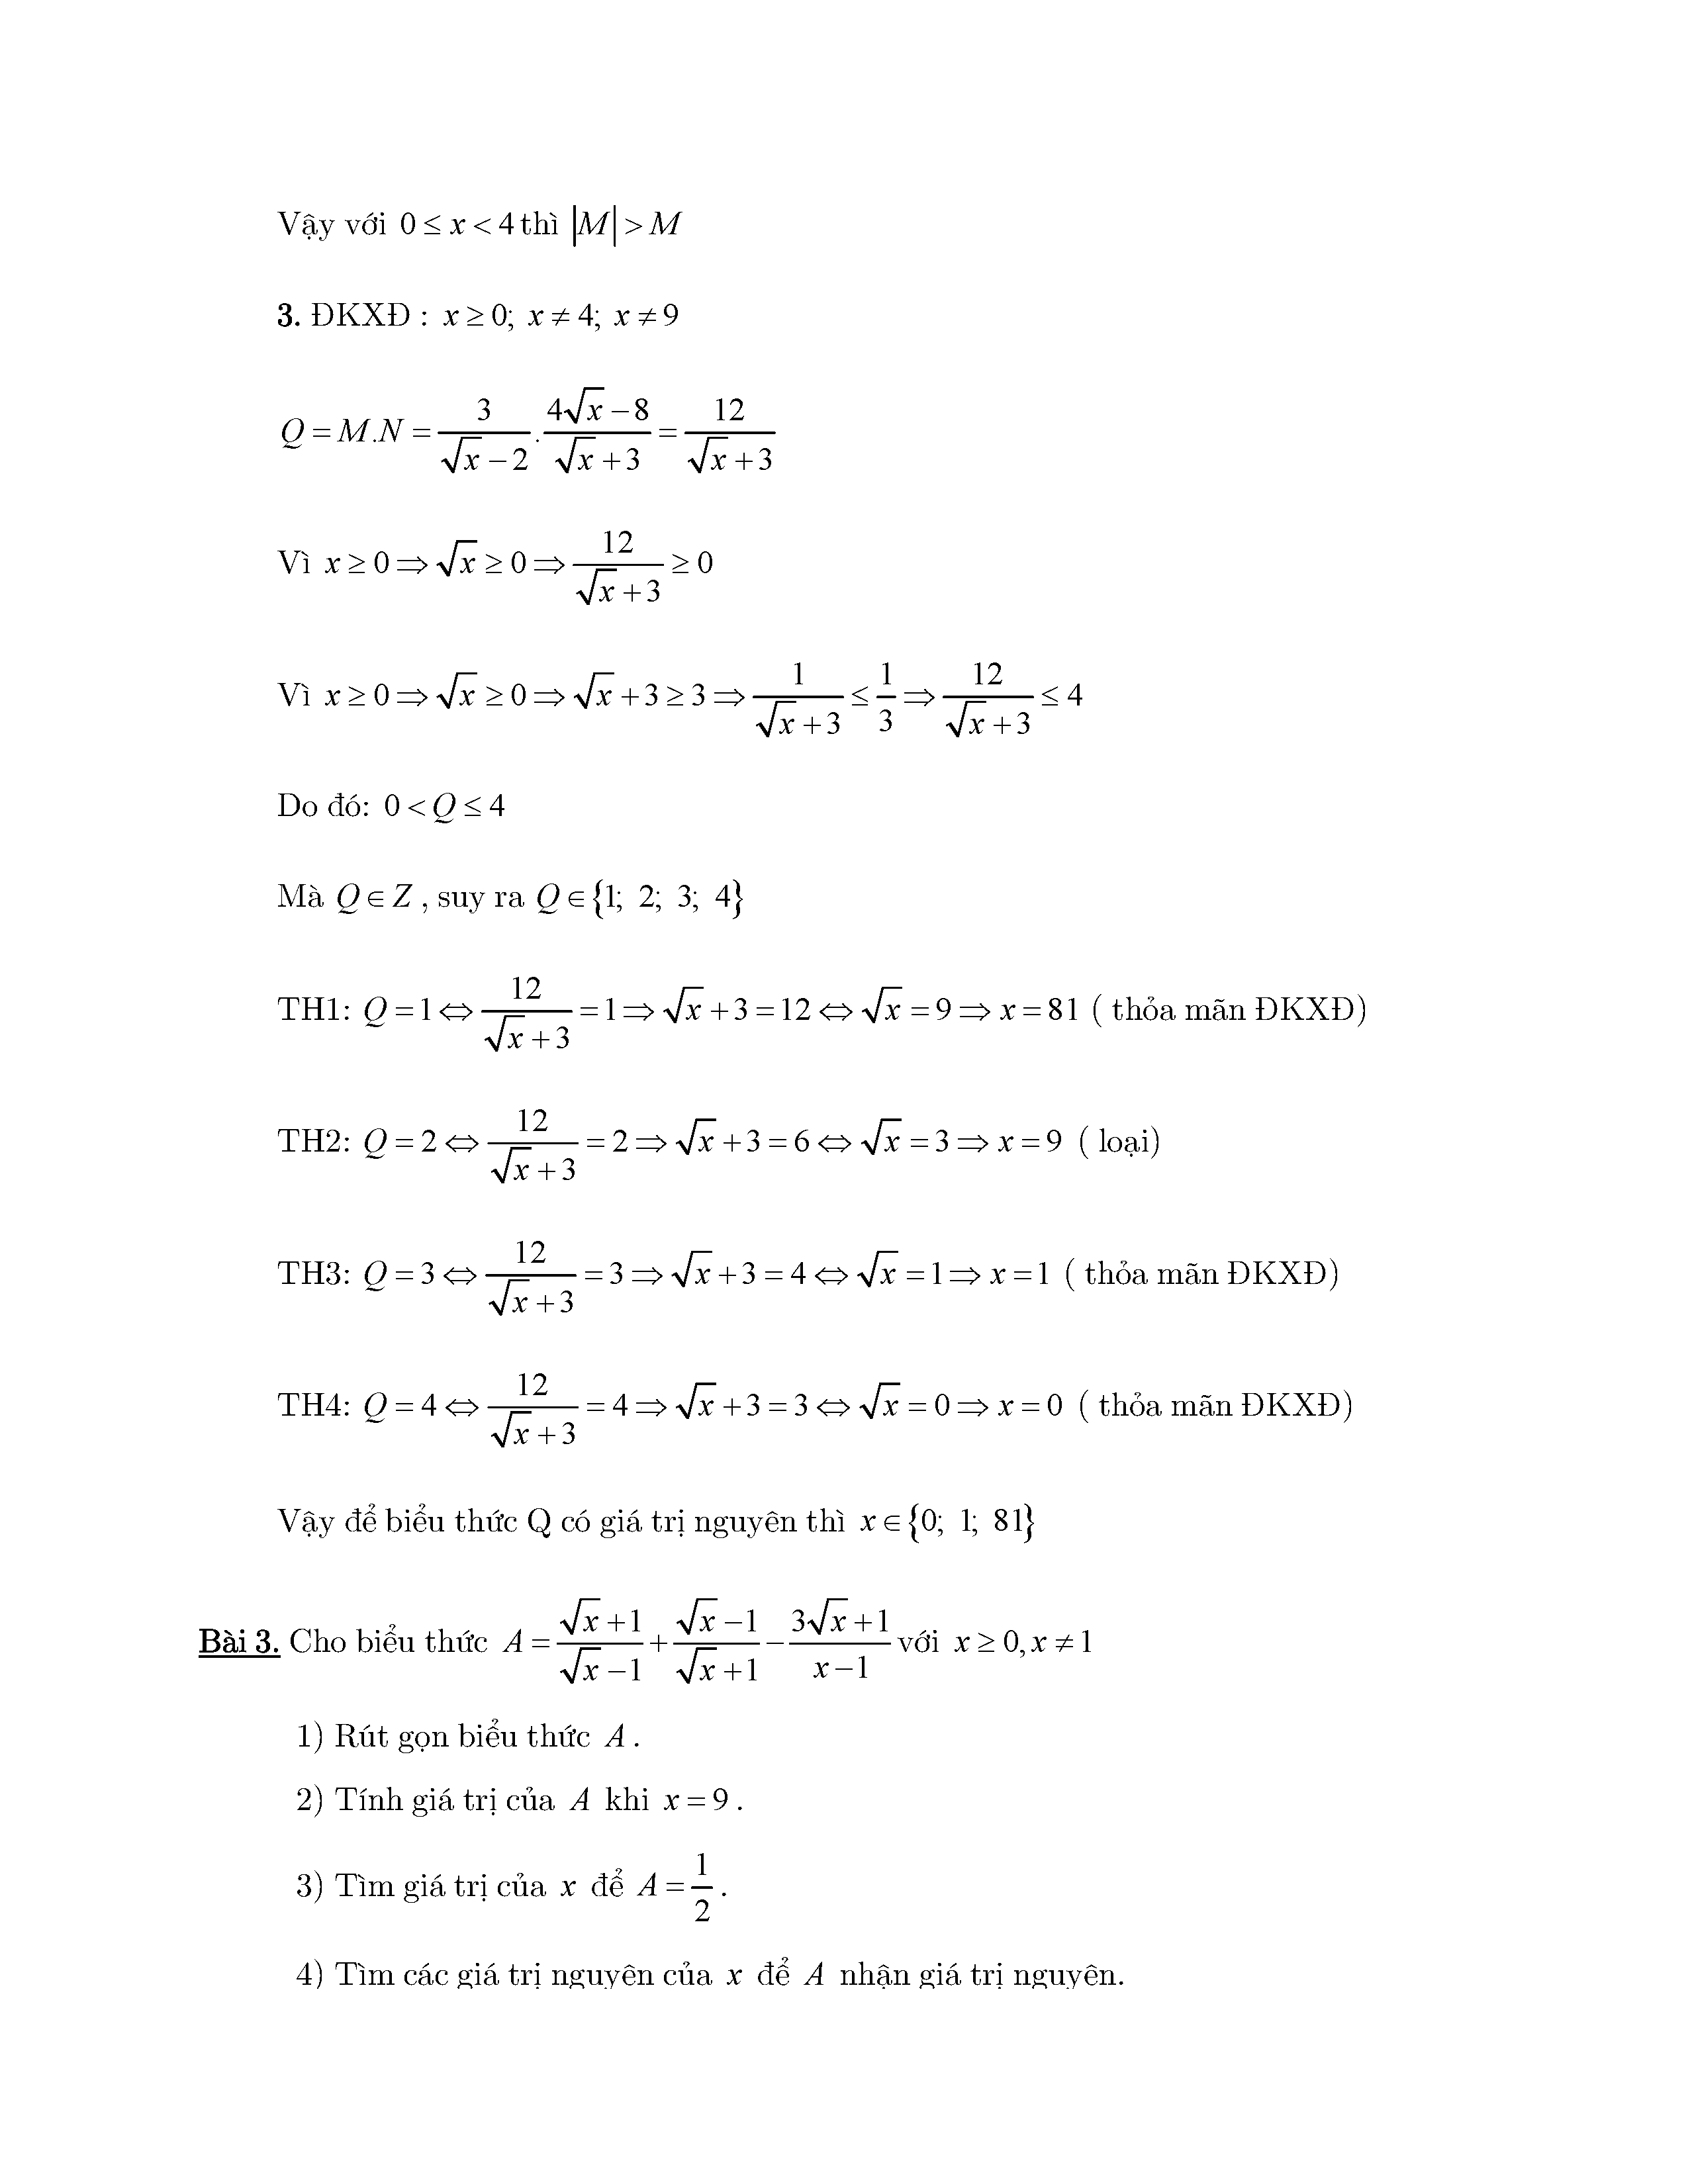 Vậy với $0 \le x < 4$ thì $|M| > M$
3. ĐKXĐ : $x \ge 0;\ x \ne 4;\ x \ne 9$
$Q = M.N = \frac{3}{\sqrt{x}-2}.\frac{4\sqrt{x}-8}{\sqrt{x}+3} = \frac{12}{\sqrt{x}+3}$
Vì $x \ge 0 \Rightarrow \sqrt{x} \ge 0 \Rightarrow \frac{12}{\sqrt{x}+3} \ge 0$
Vì $x \ge 0 \Rightarrow \sqrt{x} \ge 0 \Rightarrow \sqrt{x}+3 \ge 3 \Rightarrow \frac{1}{\sqrt{x}+3} \le \frac{1}{3} \Rightarrow \frac{12}{\sqrt{x}+3} \le 4$
Do đó: $0 < Q \le 4$
Mà $Q \in Z$ , suy ra $Q \in \{1;\ 2;\ 3;\ 4\}$
TH1: $Q = 1 \Leftrightarrow \frac{12}{\sqrt{x}+3} = 1 \Rightarrow \sqrt{x}+3 = 12 \Leftrightarrow \sqrt{x} = 9 \Rightarrow x = 81$ ( thỏa mãn ĐKXĐ)
TH2: $Q = 2 \Leftrightarrow \frac{12}{\sqrt{x}+3} = 2 \Rightarrow \sqrt{x}+3 = 6 \Leftrightarrow \sqrt{x} = 3 \Rightarrow x = 9$ ( loại)
TH3: $Q = 3 \Leftrightarrow \frac{12}{\sqrt{x}+3} = 3 \Rightarrow \sqrt{x}+3 = 4 \Leftrightarrow \sqrt{x} = 1 \Rightarrow x = 1$ ( thỏa mãn ĐKXĐ)
TH4: $Q = 4 \Leftrightarrow \frac{12}{\sqrt{x}+3} = 4 \Rightarrow \sqrt{x}+3 = 3 \Leftrightarrow \sqrt{x} = 0 \Rightarrow x = 0$ ( thỏa mãn ĐKXĐ)
Vậy để biểu thức Q có giá trị nguyên thì $x \in \{0;\ 1;\ 81\}$
Bài 3. Cho biểu thức $A = \frac{\sqrt{x}+1}{\sqrt{x}-1} + \frac{\sqrt{x}-1}{\sqrt{x}+1} - \frac{3\sqrt{x}+1}{x-1}$ với $x \ge 0, x \ne 1$
1) Rút gọn biểu thức $A$ .
2) Tính giá trị của $A$ khi $x = 9$ .
3) Tìm giá trị của $x$ để $A = \frac{1}{2}$ .
4) Tìm các giá trị nguyên của $x$ để $A$ nhận giá trị nguyên.